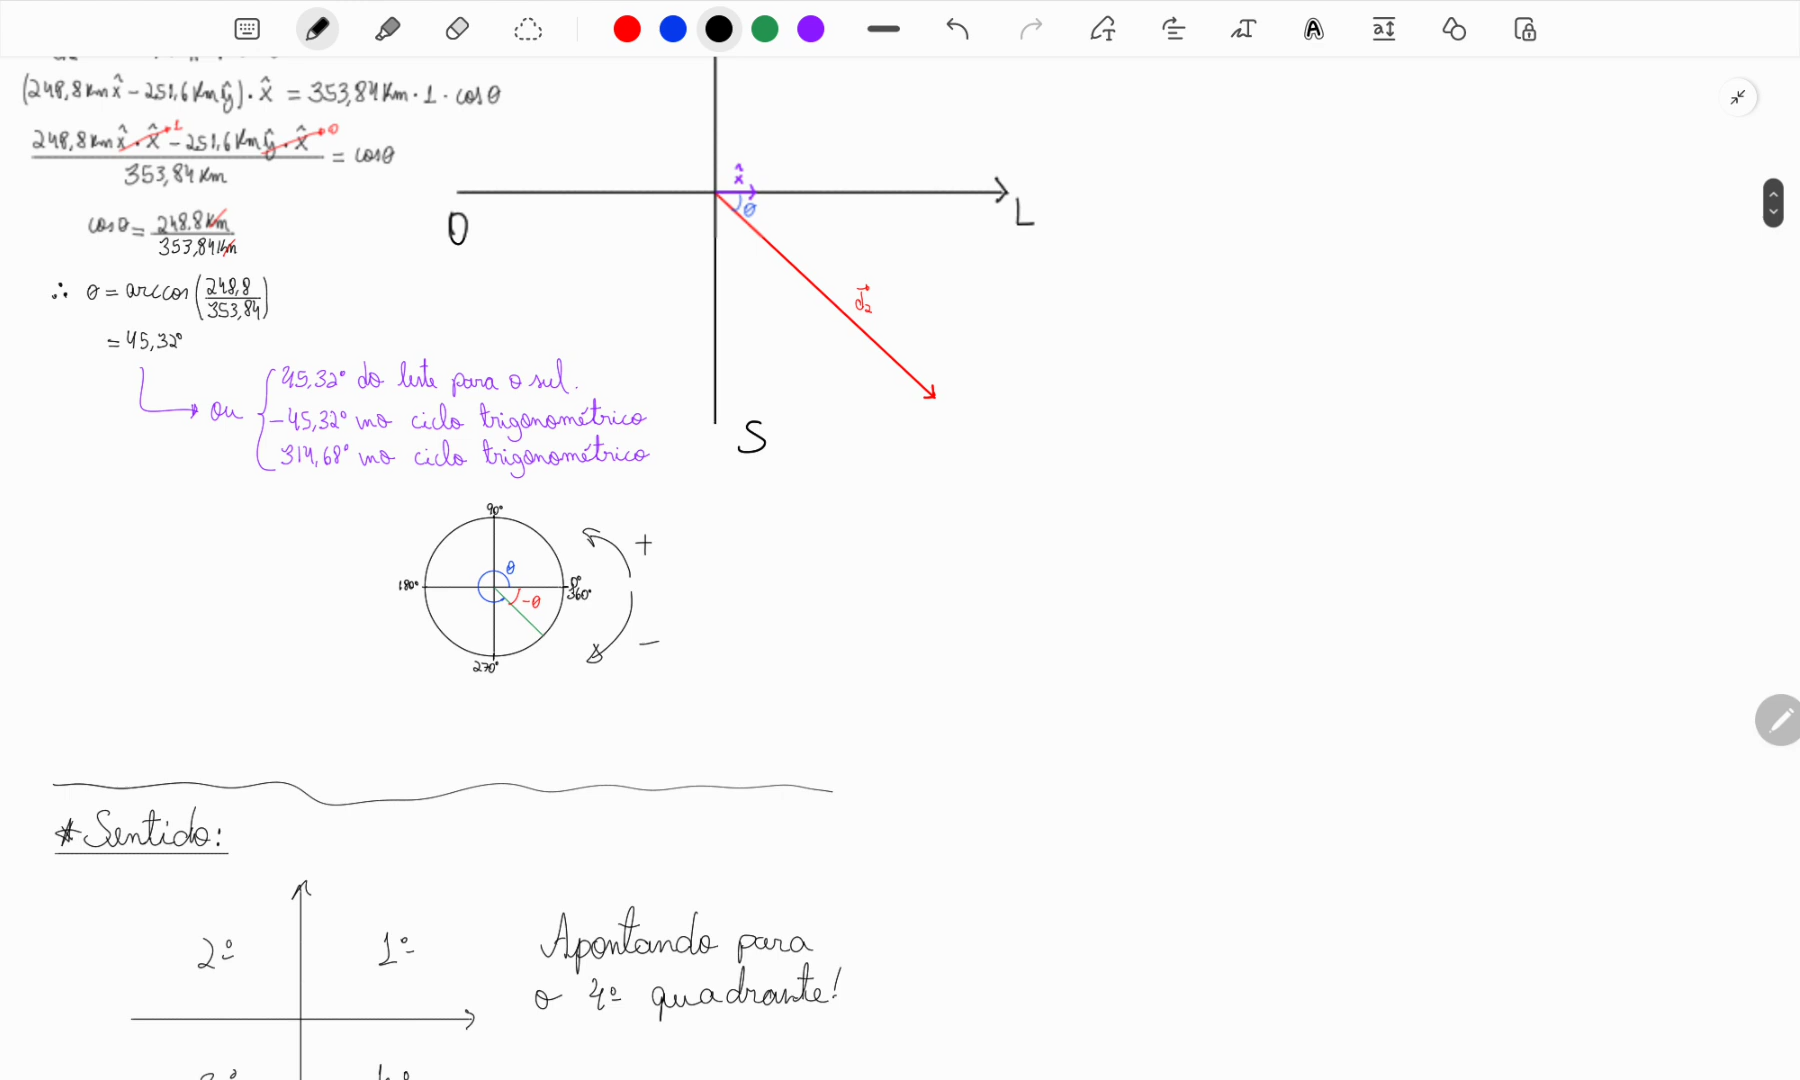 (248,8 Km x̂ - 251,6 Km ŷ) · x̂ = 353,84 Km · 1 · cos θ
248,8 Km x̂ · x̂ → 1 - 251,6 Km ŷ · x̂ → 0
353,84 Km
= cos θ
cos θ = 248,8 Km
353,84 Km
∴ θ = arccos (248,8
353,84)
= 45,32°
ou
45,32° do leste para o sul.
-45,32° no ciclo trigonométrico
314,68° no ciclo trigonométrico
x̂
θ
O
L
d⃗₂
S
90°
θ
180°
0°
360°
-θ
270°
+
-
* Sentido:
2º
1º
Apontando para
o 4º quadrante!